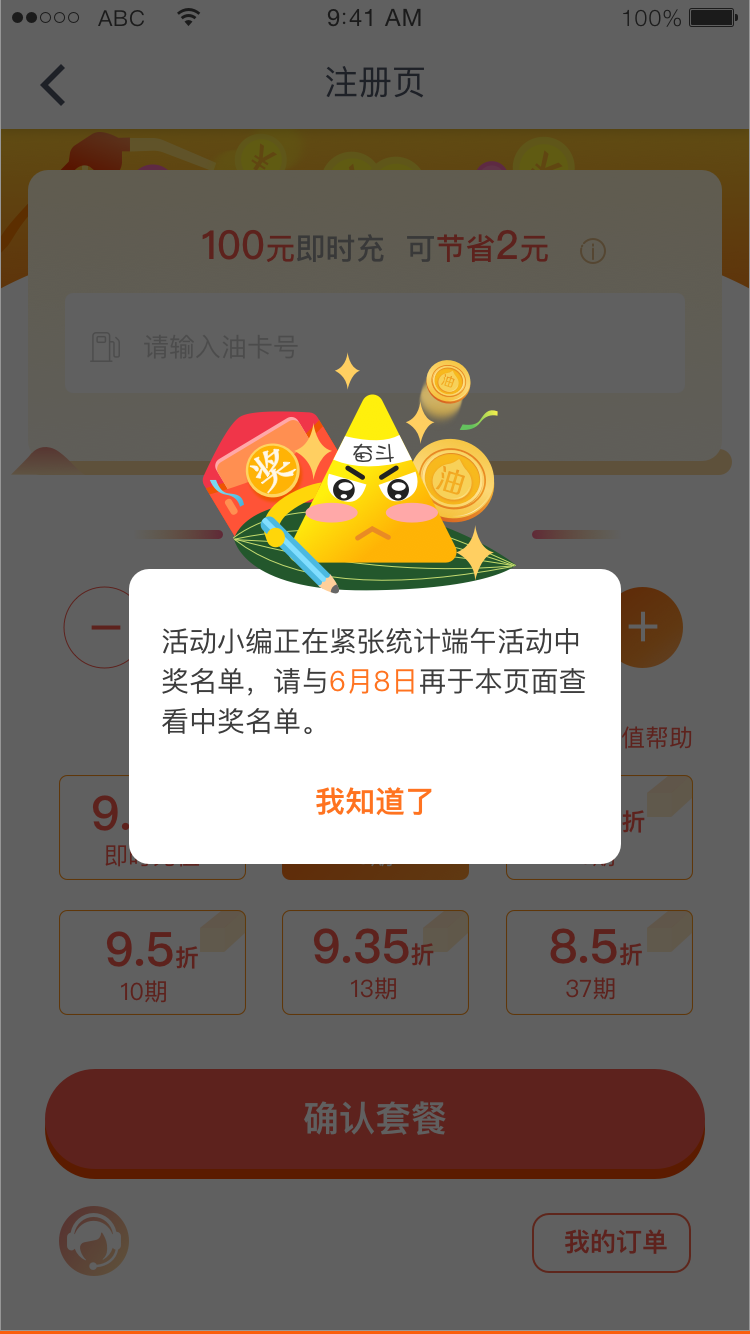 ABC 9:41 AM 100%
注册页
100元即时充 可节省2元
请输入油卡号
油
奋斗
奖
油
活动小编正在紧张统计端午活动中
奖名单，请与6月8日再于本页面查
看中奖名单。
值帮助
我知道了
9.
折
9.5折
9.35折
8.5折
10期
13期
37期
确认套餐
我的订单